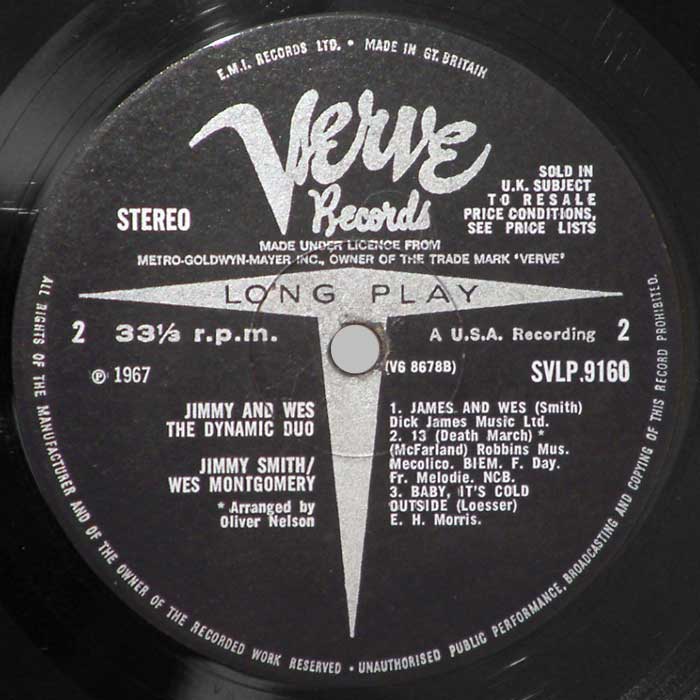 E.M.I. RECORDS LTD. • MADE IN GT. BRITAIN
Verve
Records
STEREO
SOLD IN
U.K. SUBJECT
TO RESALE
PRICE CONDITIONS,
SEE PRICE LISTS
MADE UNDER LICENCE FROM
METRO-GOLDWYN-MAYER INC., OWNER OF THE TRADE MARK 'VERVE'
LONG PLAY
2 33⅓ r.p.m.
A U.S.A. Recording 2
(V6 8678B)
℗ 1967
SVLP.9160
JIMMY AND WES
THE DYNAMIC DUO
JIMMY SMITH/
WES MONTGOMERY
* Arranged by
Oliver Nelson
1. JAMES AND WES (Smith)
Dick James Music Ltd.
2. 13 (Death March) *
(McFarland) Robbins Mus.
Mecolico. BIEM. F. Day.
Fr. Melodie. NCB.
3. BABY, IT'S COLD
OUTSIDE (Loesser)
E. H. Morris.
ALL RIGHTS OF THE MANUFACTURER AND OF THE OWNER OF THE RECORDED WORK RESERVED • UNAUTHORISED PUBLIC PERFORMANCE, BROADCASTING AND COPYING OF THIS RECORD PROHIBITED.